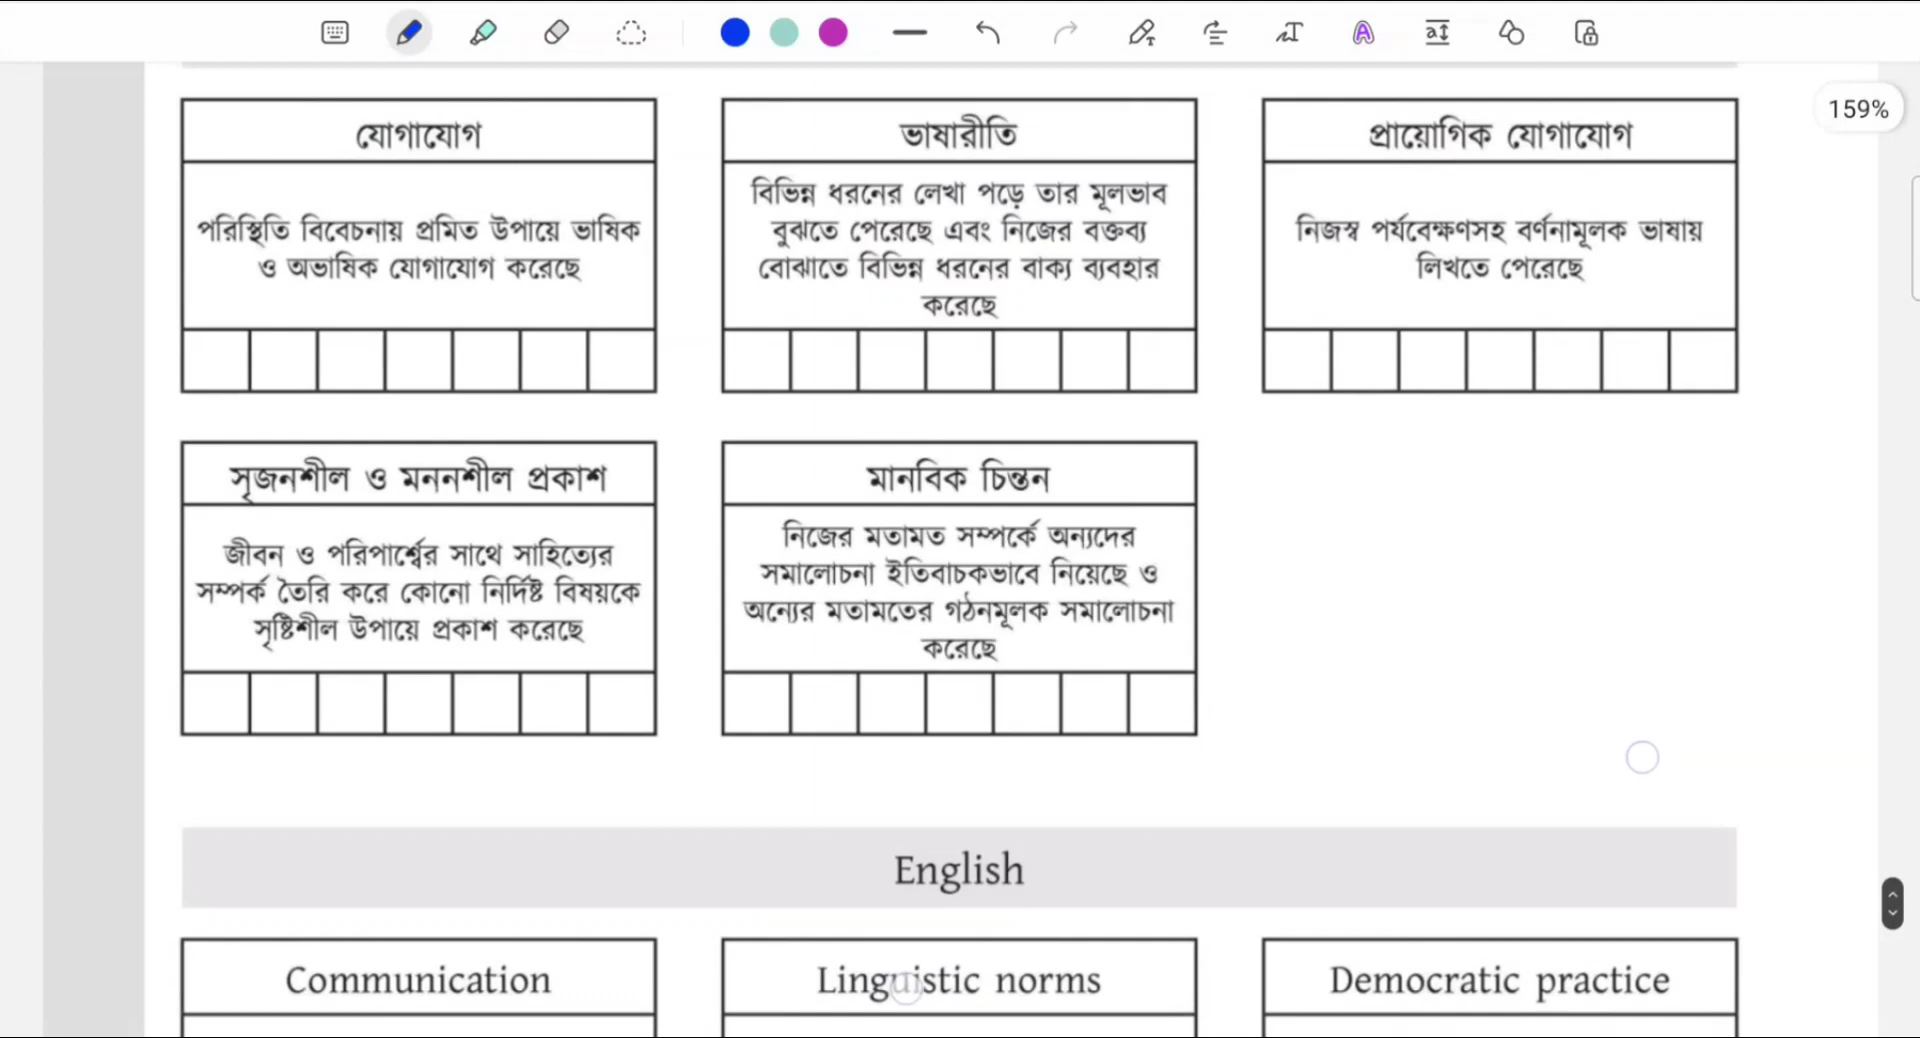 159%
যোগাযোগ
পরিস্থিতি বিবেচনায় প্রমিত উপায়ে ভাষিক
ও অভাষিক যোগাযোগ করেছে
ভাষারীতি
বিভিন্ন ধরনের লেখা পড়ে তার মূলভাব
বুঝতে পেরেছে এবং নিজের বক্তব্য
বোঝাতে বিভিন্ন ধরনের বাক্য ব্যবহার
করেছে
প্রায়োগিক যোগাযোগ
নিজস্ব পর্যবেক্ষণসহ বর্ণনামূলক ভাষায়
লিখতে পেরেছে
সৃজনশীল ও মননশীল প্রকাশ
জীবন ও পরিপার্শ্বের সাথে সাহিত্যের
সম্পর্ক তৈরি করে কোনো নির্দিষ্ট বিষয়কে
সৃষ্টিশীল উপায়ে প্রকাশ করেছে
মানবিক চিন্তন
নিজের মতামত সম্পর্কে অন্যদের
সমালোচনা ইতিবাচকভাবে নিয়েছে ও
অন্যের মতামতের গঠনমূলক সমালোচনা
করেছে
English
Communication
Linguistic norms
Democratic practice